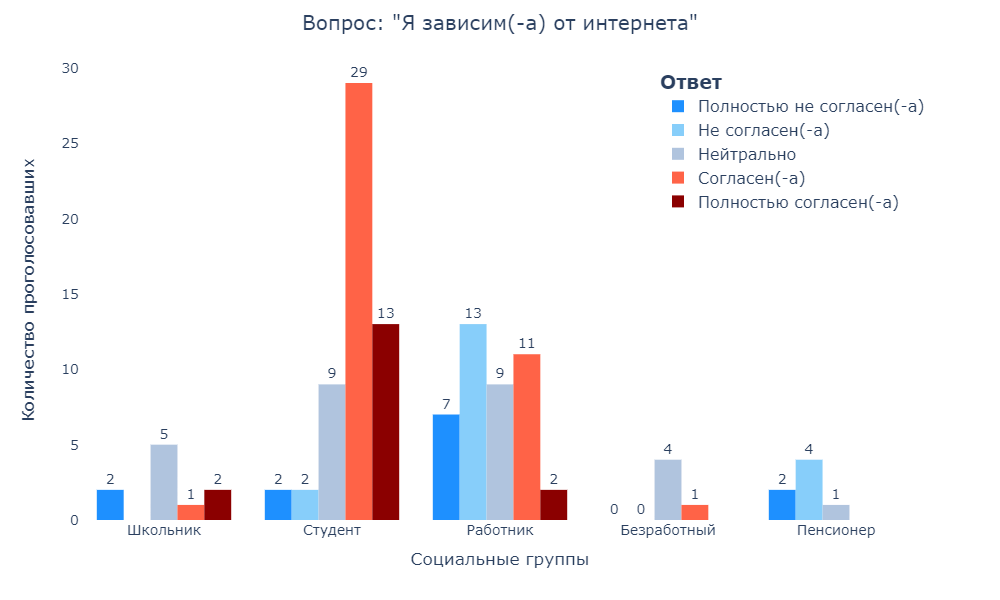 Вопрос: "Я зависим(-а) от интернета"
Ответ
Полностью не согласен(-а)
Не согласен(-а)
Нейтрально
Согласен(-а)
Полностью согласен(-а)
Количество проголосовавших
30
25
20
15
10
5
0
2
5
1
2
2
2
9
29
13
7
13
9
11
2
0
0
4
1
2
4
1
Школьник
Студент
Работник
Безработный
Пенсионер
Социальные группы